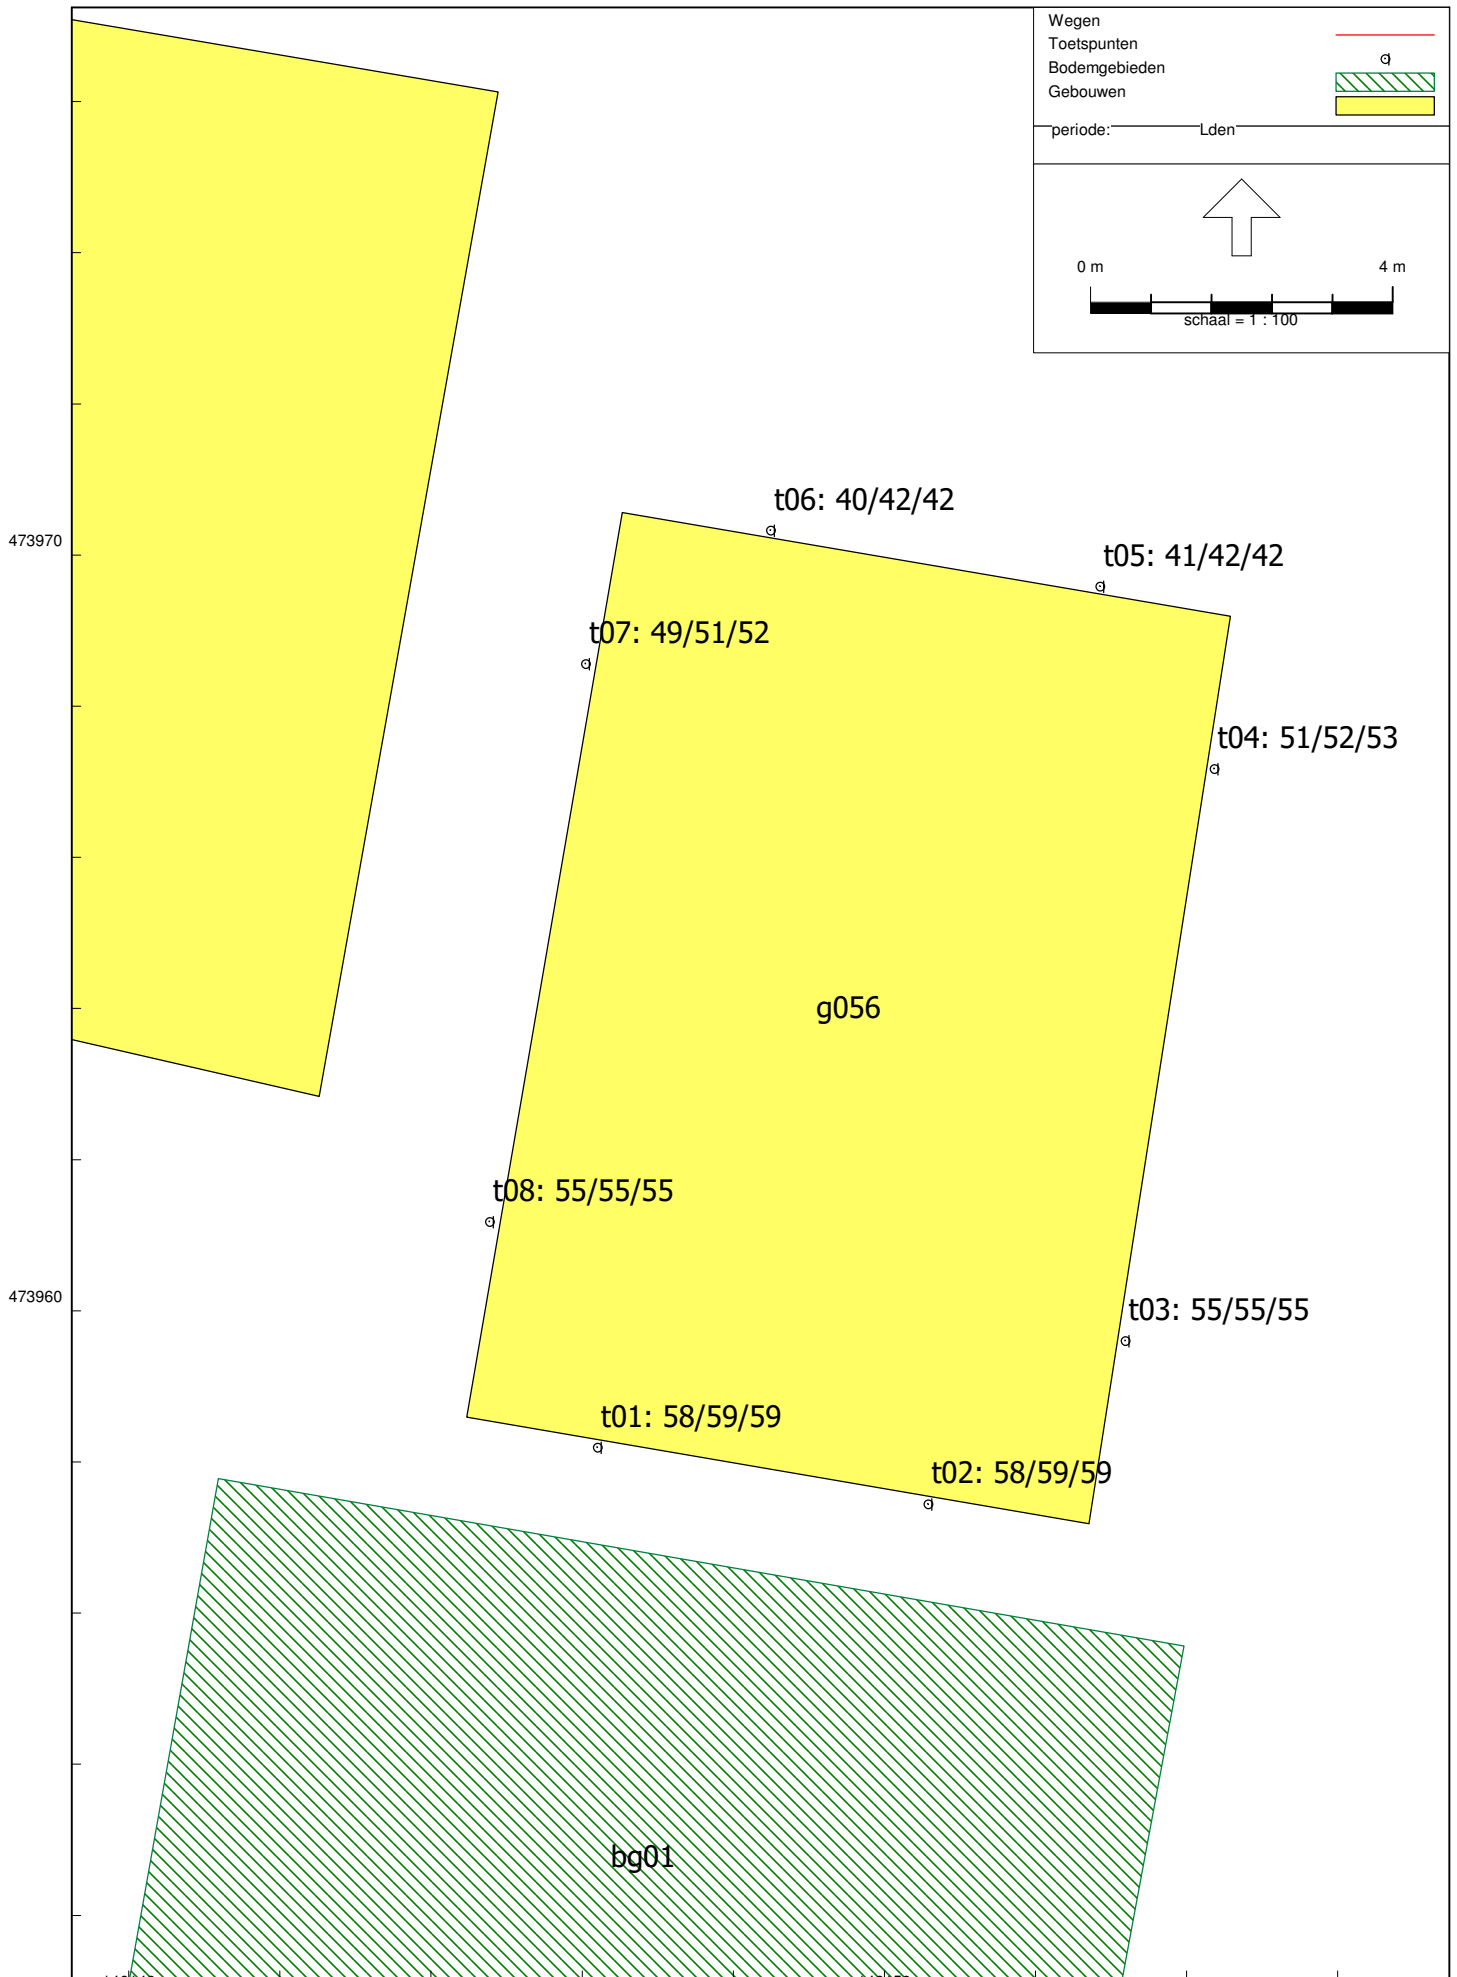 Wegen
Toetspunten
Bodemgebieden
Gebouwen
periode: Lden
0 m 4 m
schaal = 1 : 100
t06: 40/42/42
473970
t05: 41/42/42
t07: 49/51/52
t04: 51/52/53
g056
t08: 55/55/55
473960
t03: 55/55/55
t01: 58/59/59
t02: 58/59/59
bg01